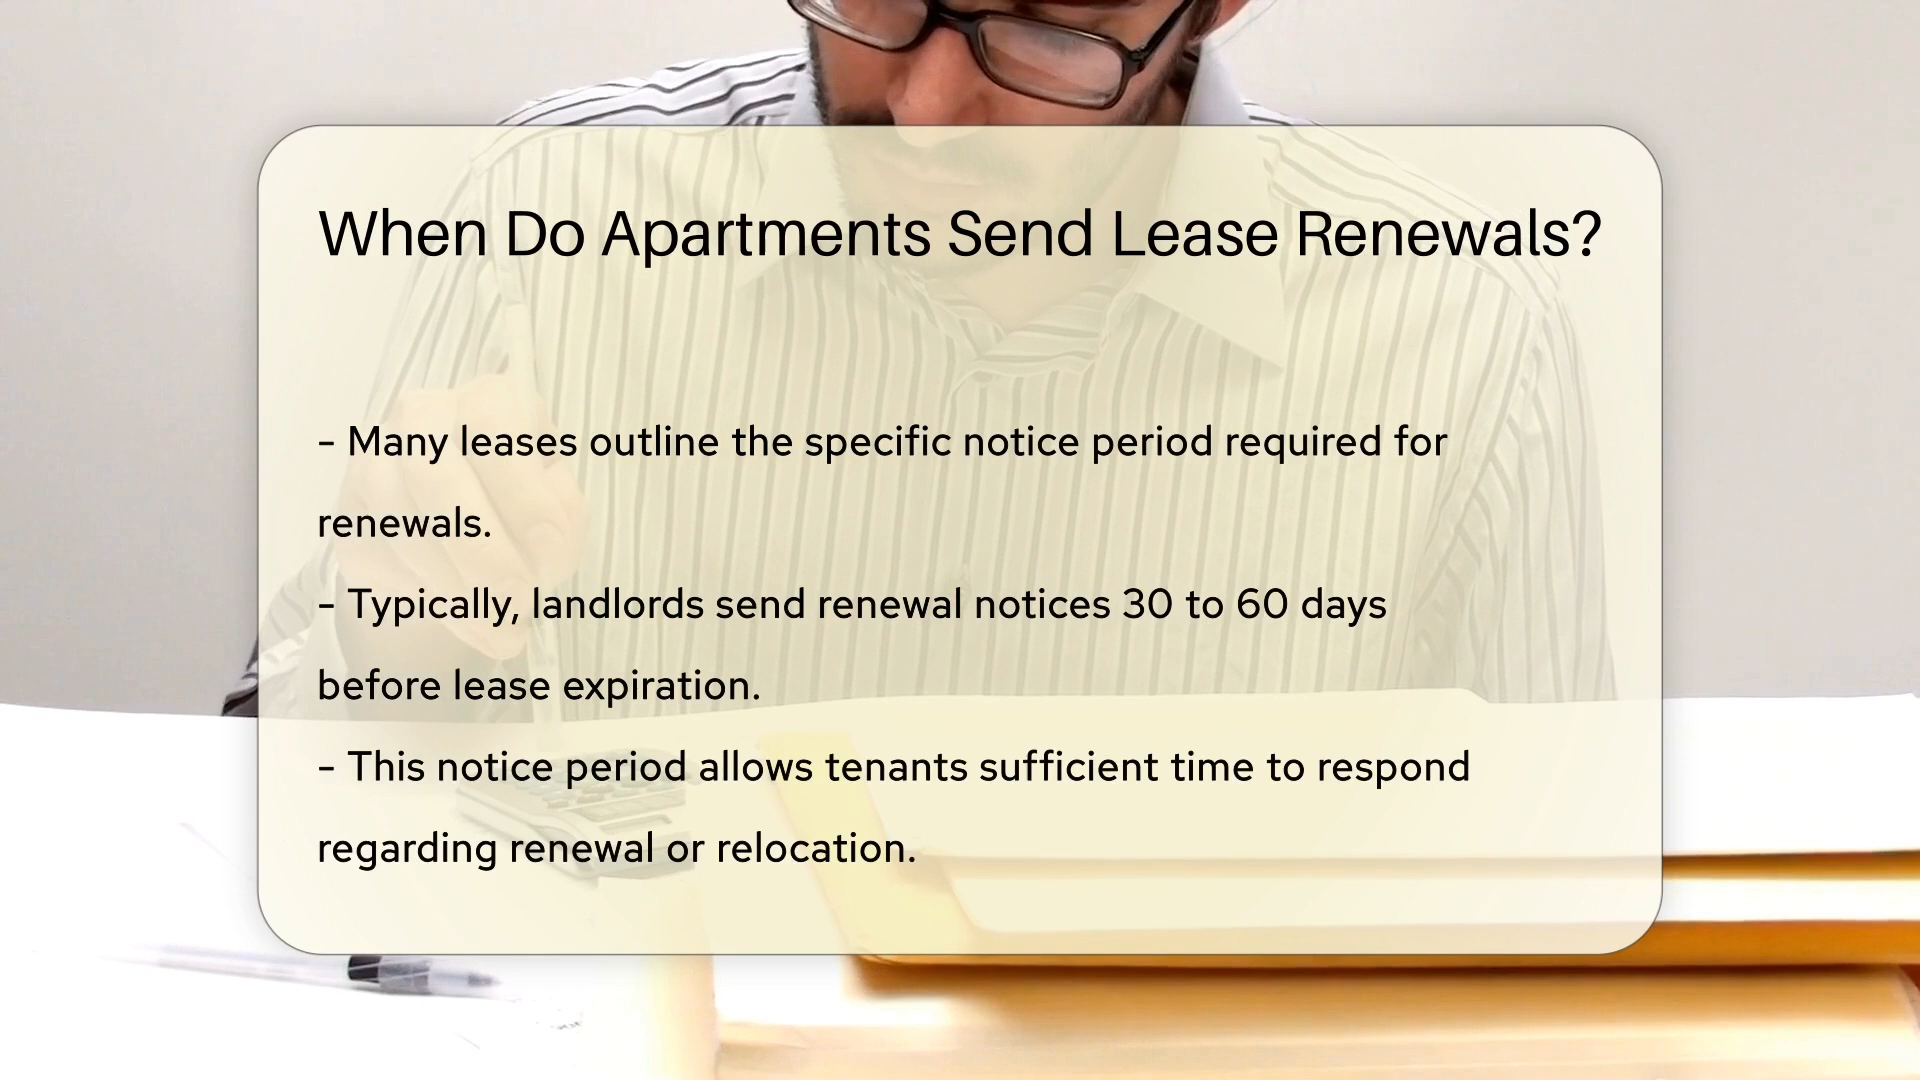 When Do Apartments Send Lease Renewals?
- Many leases outline the specific notice period required for
renewals.
- Typically, landlords send renewal notices 30 to 60 days
before lease expiration.
- This notice period allows tenants sufficient time to respond
regarding renewal or relocation.